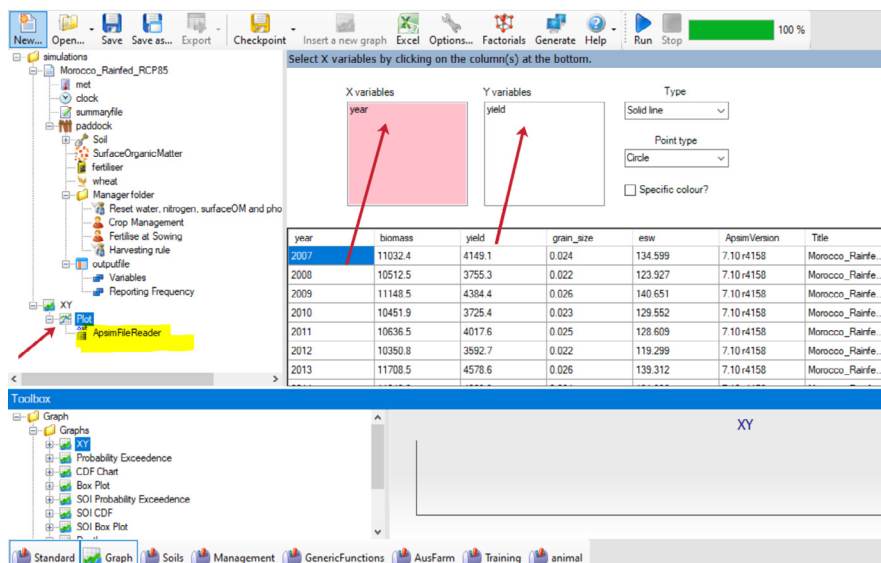 New... Open... Save Save as... Export Checkpoint Insert a new graph Excel Options... Factorials Generate Help Run Stop 100 %
simulations
Morocco_Rainfed_RCP85
met
clock
summaryfile
paddock
Soil
SurfaceOrganicMatter
fertiliser
wheat
Manager folder
Reset water, nitrogen, surfaceOM and pho
Crop Management
Fertilise at Sowing
Harvesting rule
outputfile
Variables
Reporting Frequency
XY
Plot
ApsimFileReader
Select X variables by clicking on the column(s) at the bottom.
X variables
year
Y variables
yield
Type
Solid line
Point type
Circle
Specific colour?
year biomass yield grain_size esw ApsimVersion Title
2007 11032.4 4149.1 0.024 134.599 7.10 r4158 Morocco_Rainfe...
2008 10512.5 3755.3 0.022 123.927 7.10 r4158 Morocco_Rainfe...
2009 11148.5 4384.4 0.026 140.651 7.10 r4158 Morocco_Rainfe...
2010 10451.9 3725.4 0.023 129.552 7.10 r4158 Morocco_Rainfe...
2011 10636.5 4017.6 0.025 128.609 7.10 r4158 Morocco_Rainfe...
2012 10350.8 3592.7 0.022 119.299 7.10 r4158 Morocco_Rainfe...
2013 11708.5 4578.6 0.026 139.312 7.10 r4158 Morocco_Rainfe...
Toolbox
Graph
Graphs
XY
Probability Exceedence
CDF Chart
Box Plot
SOI Probability Exceedence
SOI CDF
SOI Box Plot
XY
Standard Graph Soils Management GenericFunctions AusFarm Training animal